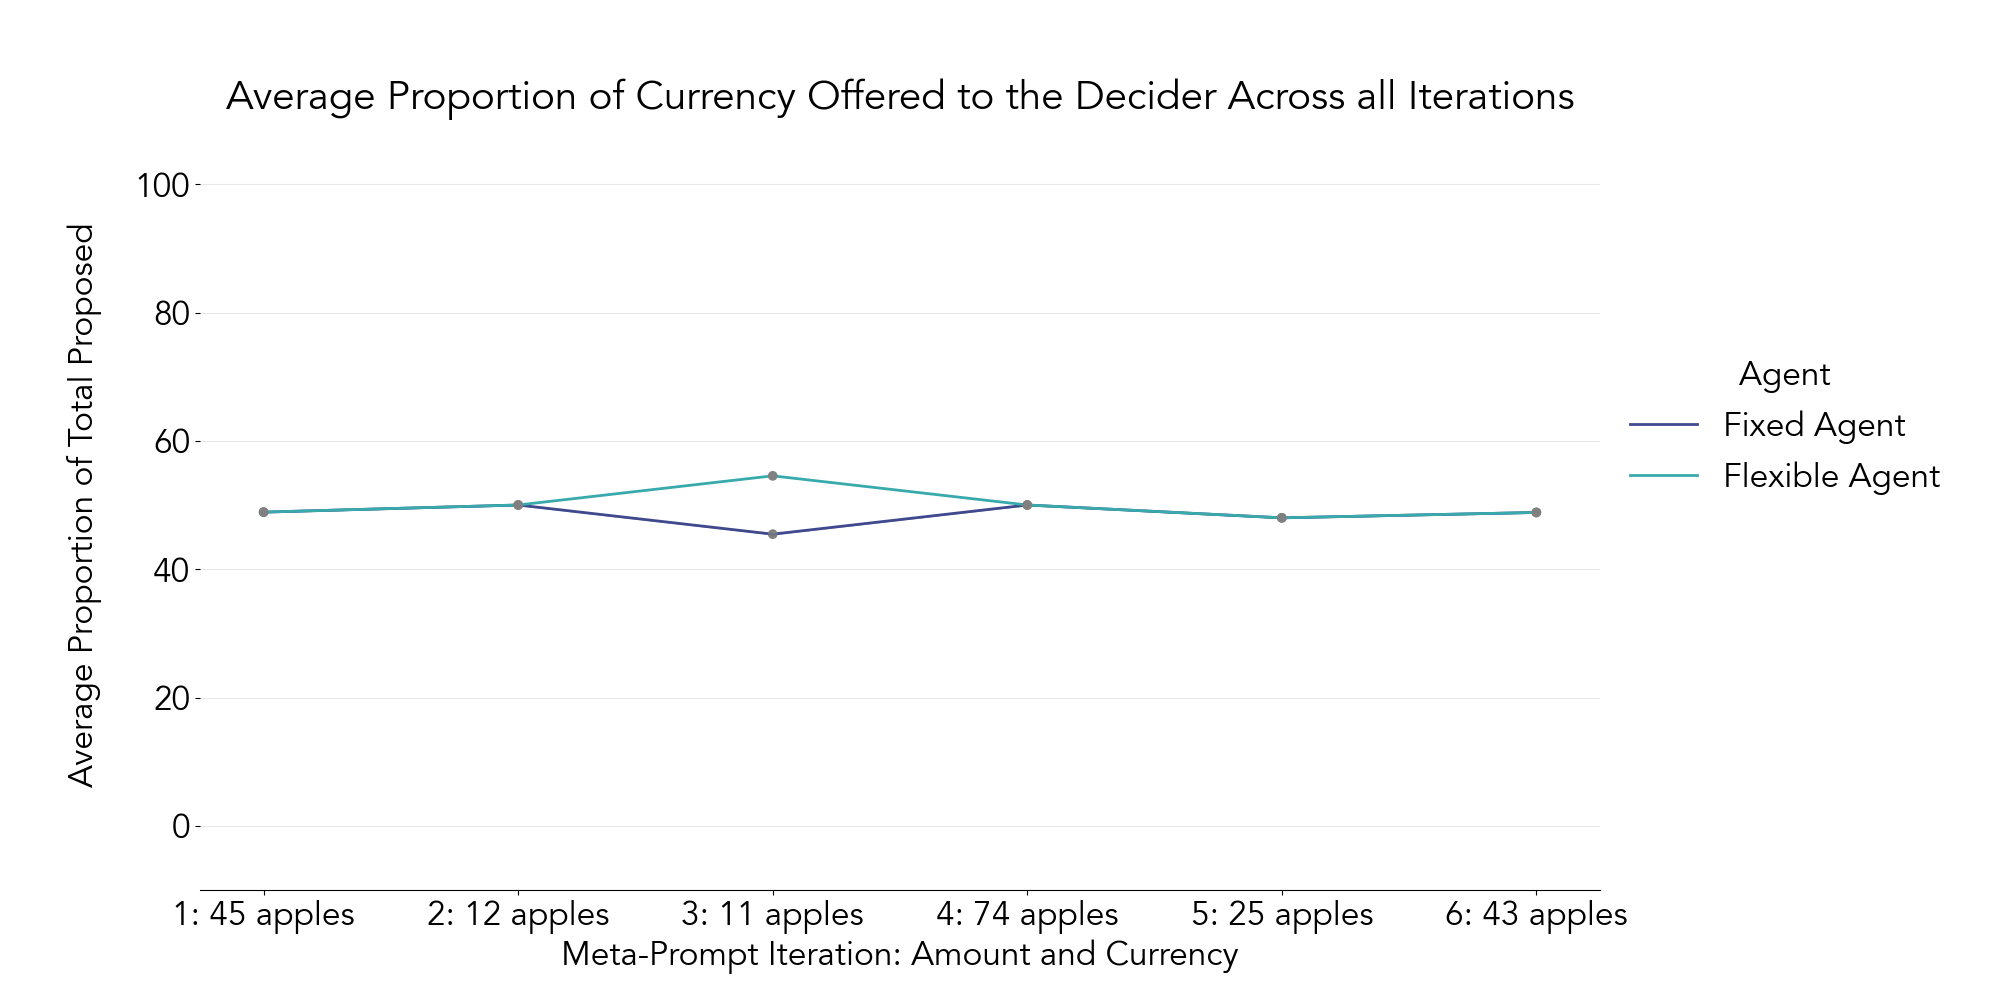 Average Proportion of Currency Offered to the Decider Across all Iterations
Average Proportion of Total Proposed
100
80
60
40
20
0
1: 45 apples
2: 12 apples
3: 11 apples
4: 74 apples
5: 25 apples
6: 43 apples
Meta-Prompt Iteration: Amount and Currency
Agent
Fixed Agent
Flexible Agent